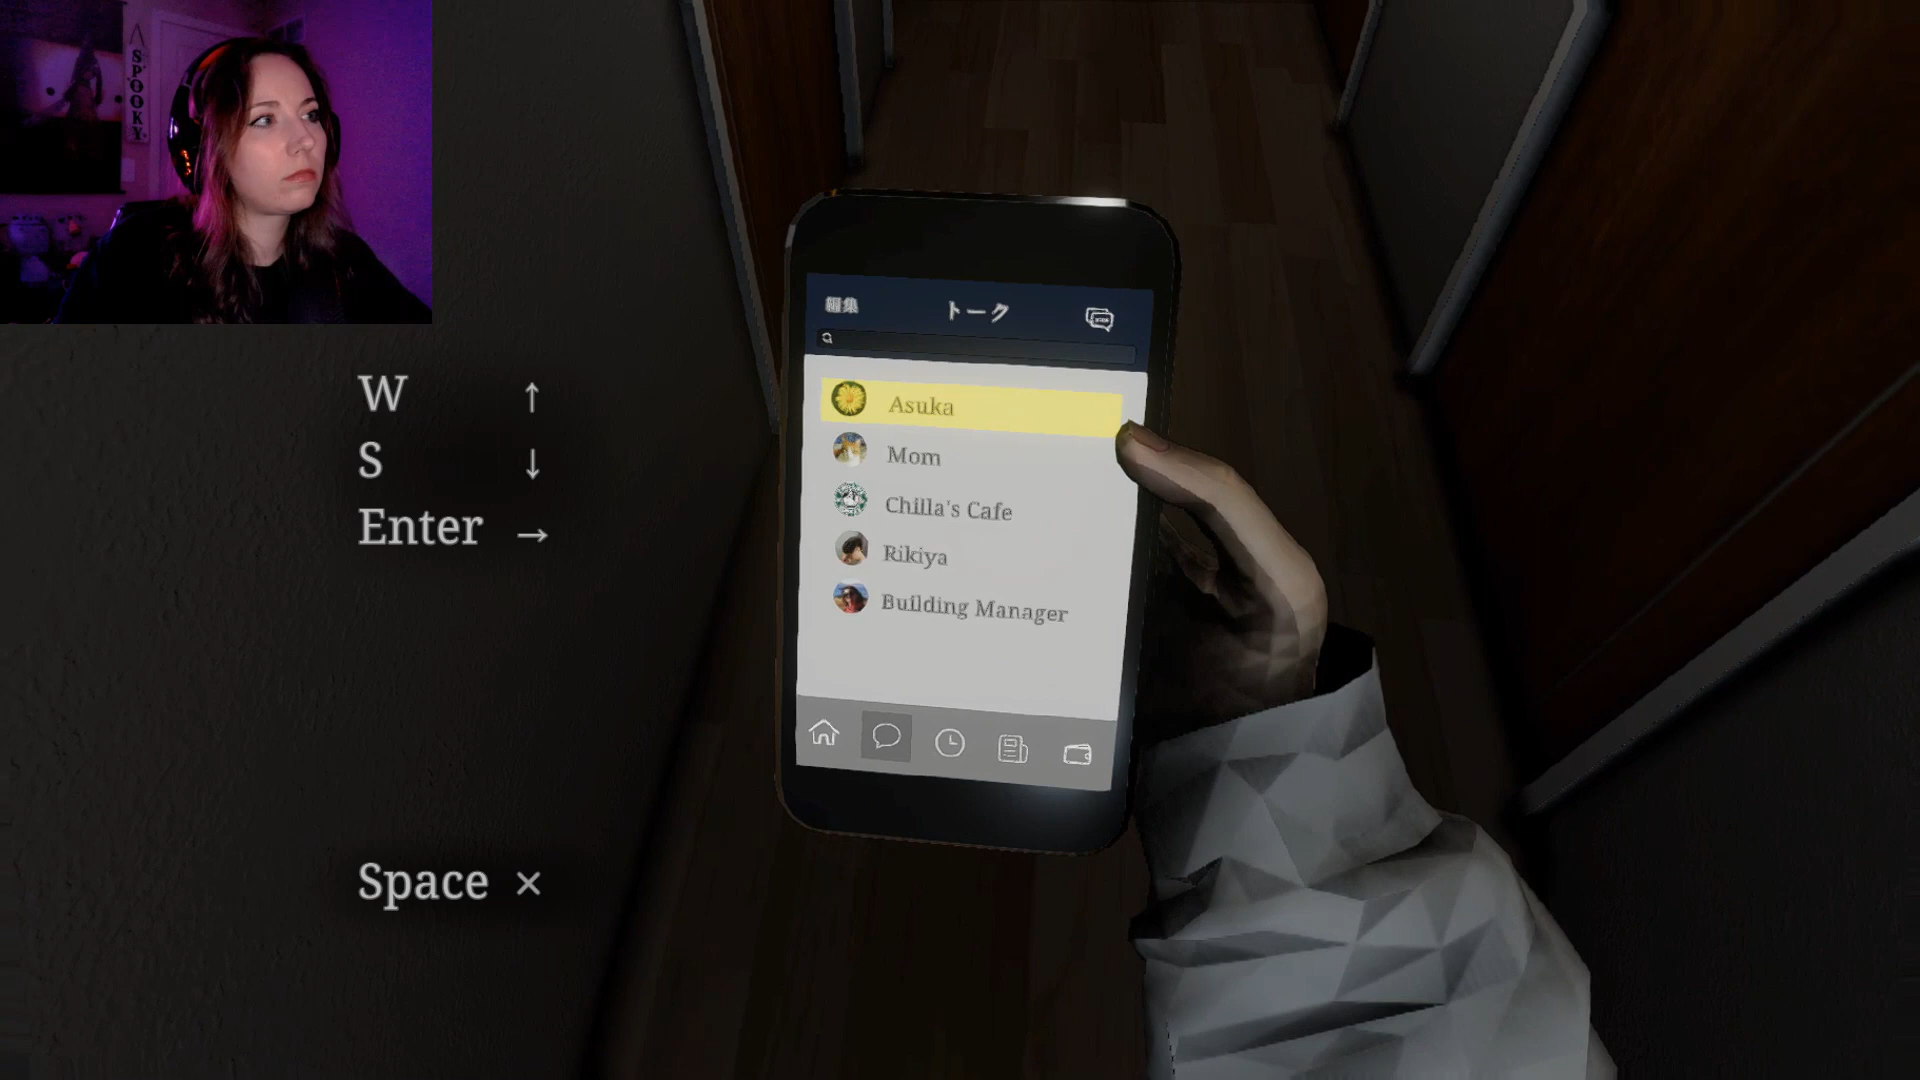 SPOOKY
編集
トーク
W ↑
S ↓
Enter →
Space ×
Asuka
Mom
Chilla's Cafe
Rikiya
Building Manager